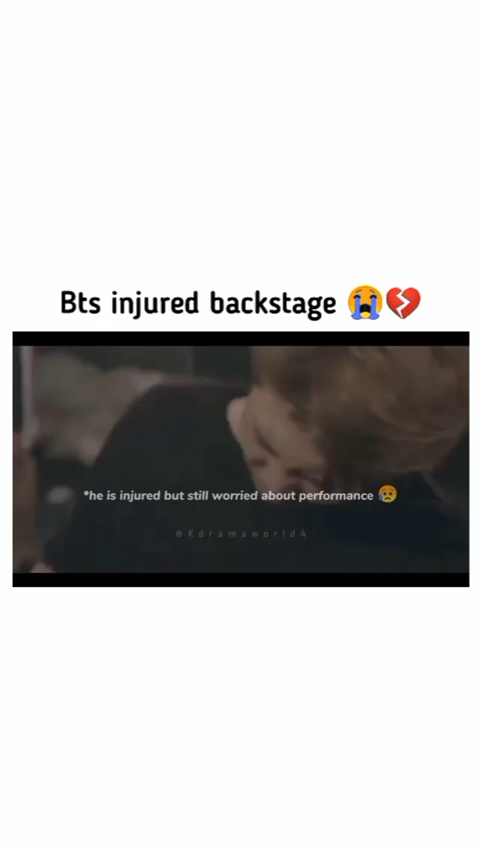 Bts injured backstage 😭💔
*he is injured but still worried about performance 😥
@Kdramaworld4